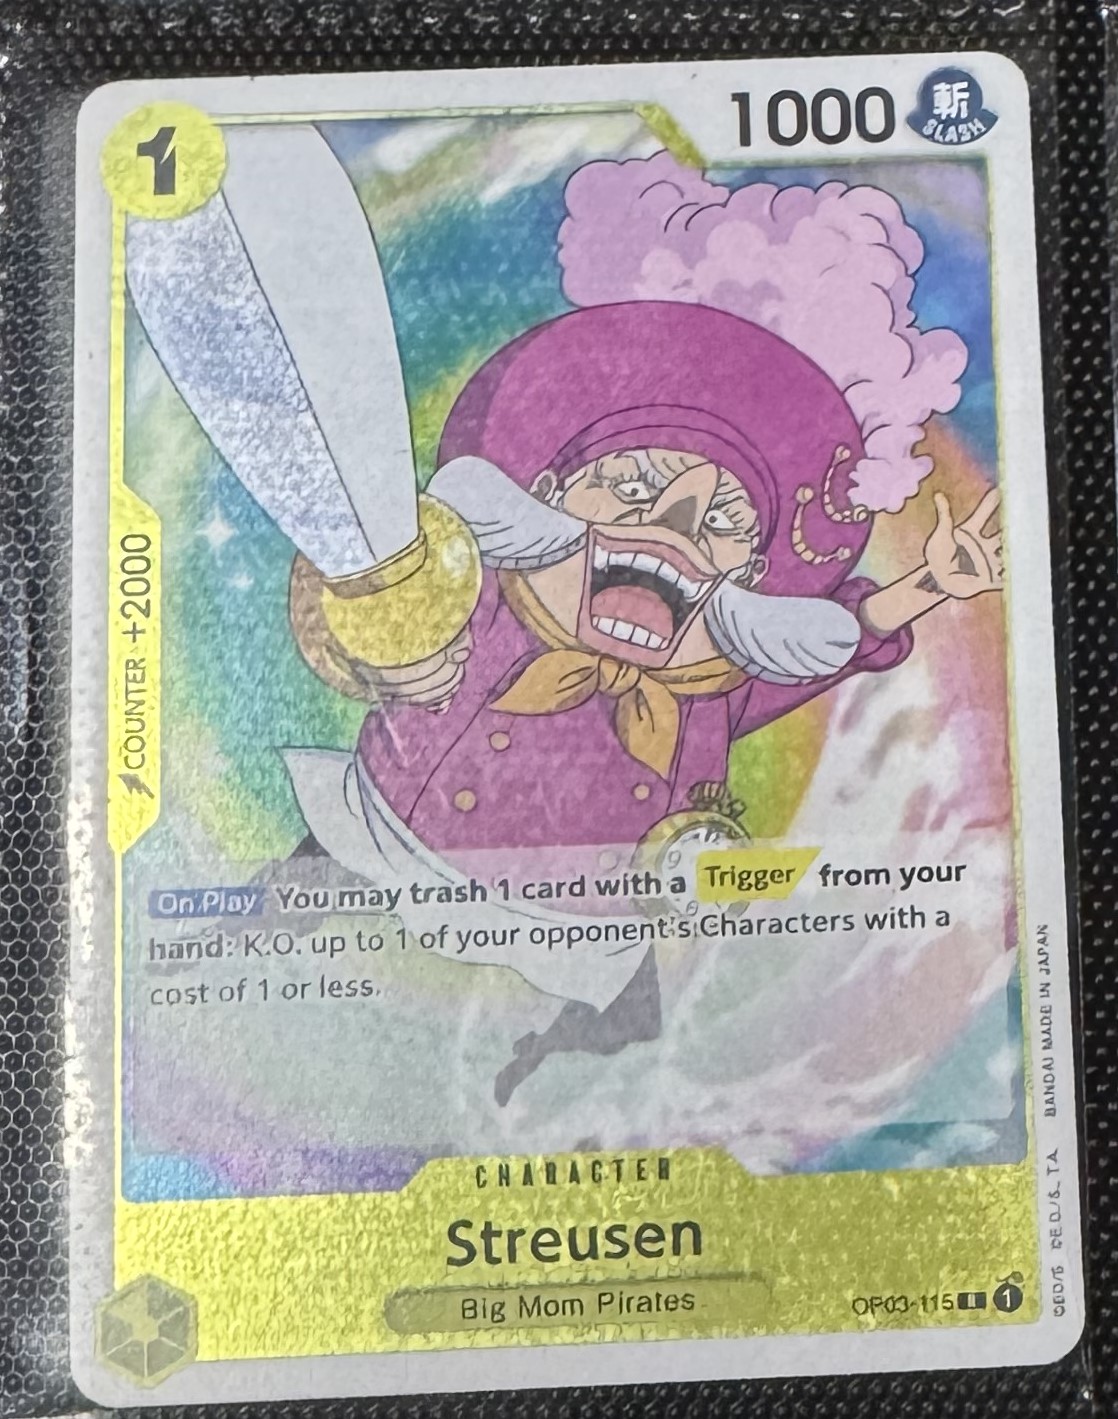 1
1000
斬
SLASH
COUNTER +2000
On Play You may trash 1 card with a Trigger from your
hand: K.O. up to 1 of your opponent's Characters with a
cost of 1 or less.
CHARACTER
Streusen
Big Mom Pirates
OP03-115
1
BANDAI MADE IN JAPAN